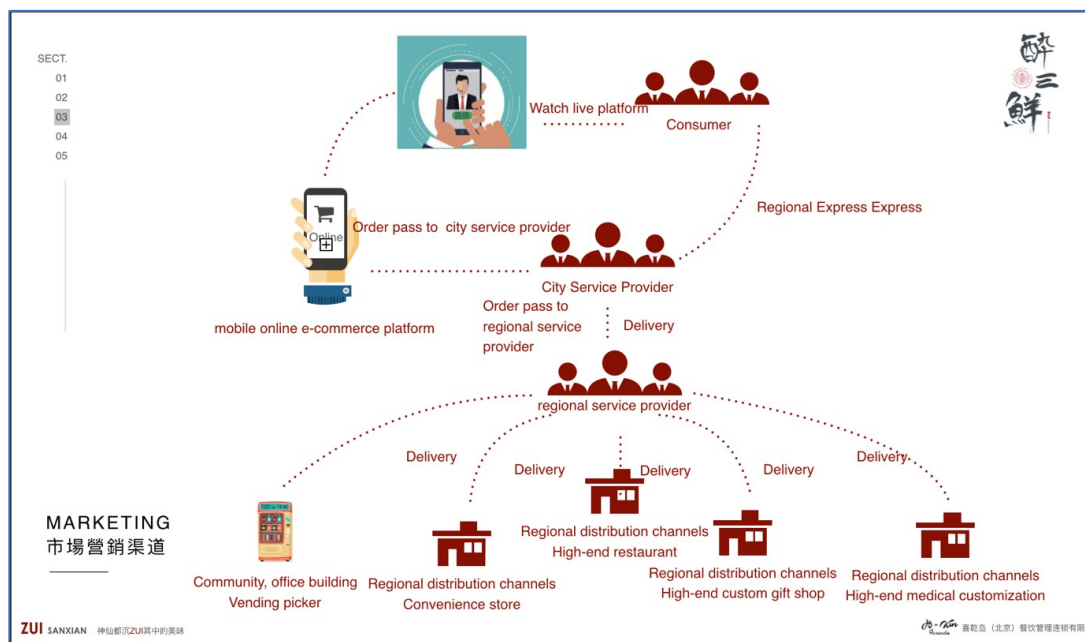 SECT.
01
02
03
04
05
酔三鮮
Watch live platform
Consumer
Online
Order pass to city service provider
Regional Express Express
City Service Provider
mobile online e-commerce platform
Order pass to
regional service
provider
Delivery
regional service provider
Delivery
Delivery
Delivery
Delivery
Delivery
MARKETING
市場營銷渠道
Community, office building
Vending picker
Regional distribution channels
Convenience store
Regional distribution channels
High-end restaurant
Regional distribution channels
High-end custom gift shop
Regional distribution channels
High-end medical customization
ZUI SANXIAN 神仙都沉ZUI其中的美味
喜乾岛（北京）餐饮管理连锁有限